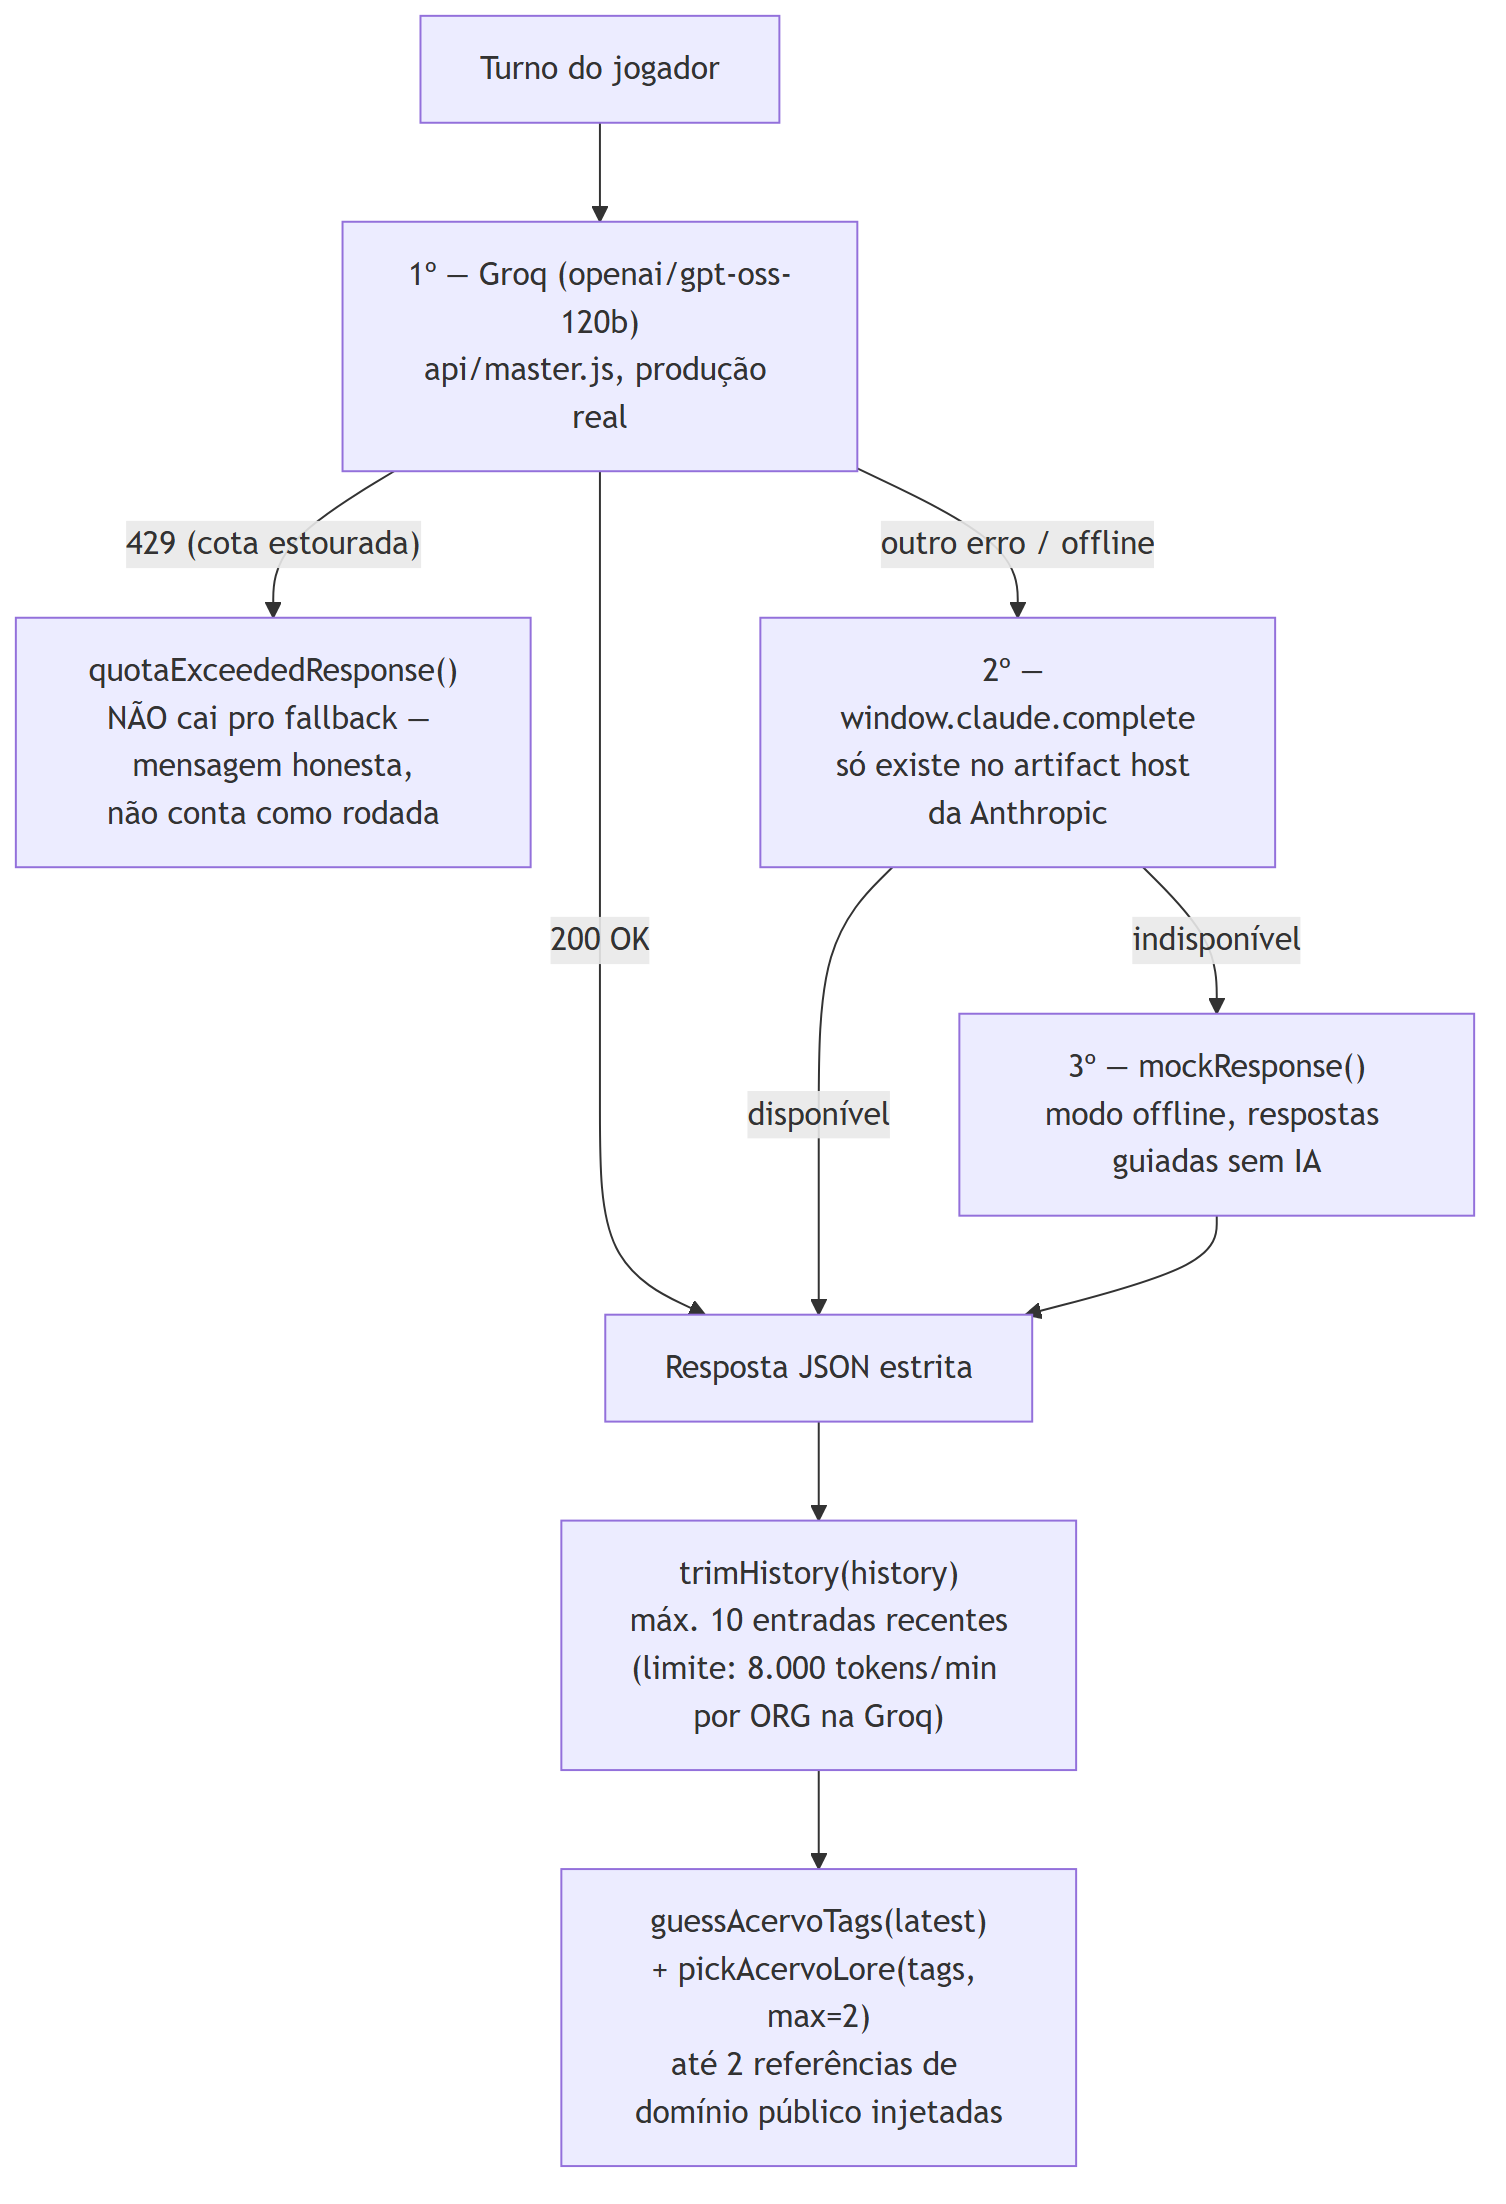 Turno do jogador
1º — Groq (openai/gpt-oss-
120b)
api/master.js, produção
real
429 (cota estourada)
outro erro / offline
quotaExceededResponse()
NÃO cai pro fallback —
mensagem honesta,
não conta como rodada
2º —
window.claude.complete
só existe no artifact host
da Anthropic
200 OK
indisponível
3º — mockResponse()
modo offline, respostas
guiadas sem IA
disponível
Resposta JSON estrita
trimHistory(history)
máx. 10 entradas recentes
(limite: 8.000 tokens/min
por ORG na Groq)
guessAcervoTags(latest)
+ pickAcervoLore(tags,
max=2)
até 2 referências de
domínio público injetadas